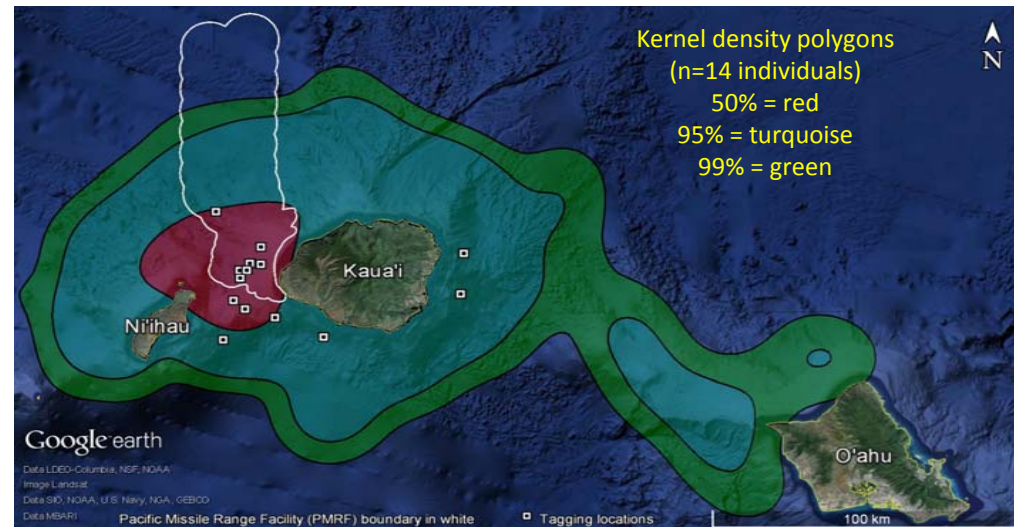 Kernel density polygons
(n=14 individuals)
50% = red
95% = turquoise
99% = green
N
Kaua'i
Ni'ihau
O'ahu
Google earth
Data LDEO-Columbia, NSF, NOAA
Image Landsat
Data SIO, NOAA, U.S. Navy, NGA, GEBCO
Data MBARI
Pacific Missile Range Facility (PMRF) boundary in white
Tagging locations
100 km